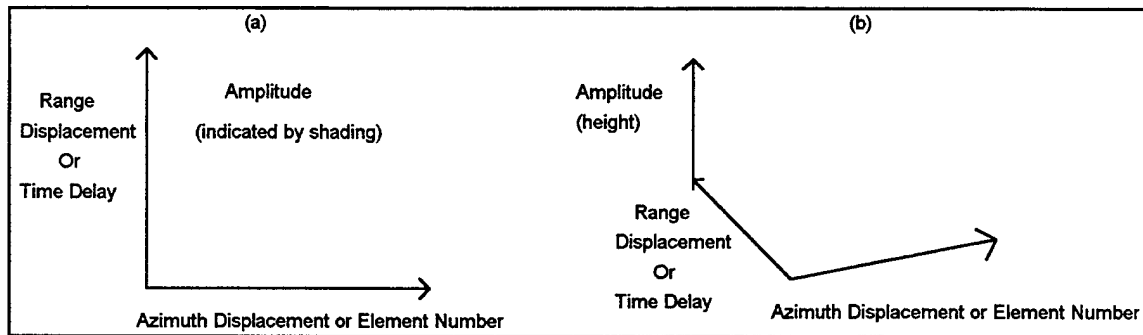 (a)
Range
Displacement
Or
Time Delay
Amplitude
(indicated by shading)
Azimuth Displacement or Element Number
(b)
Amplitude
(height)
Range
Displacement
Or
Time Delay
Azimuth Displacement or Element Number